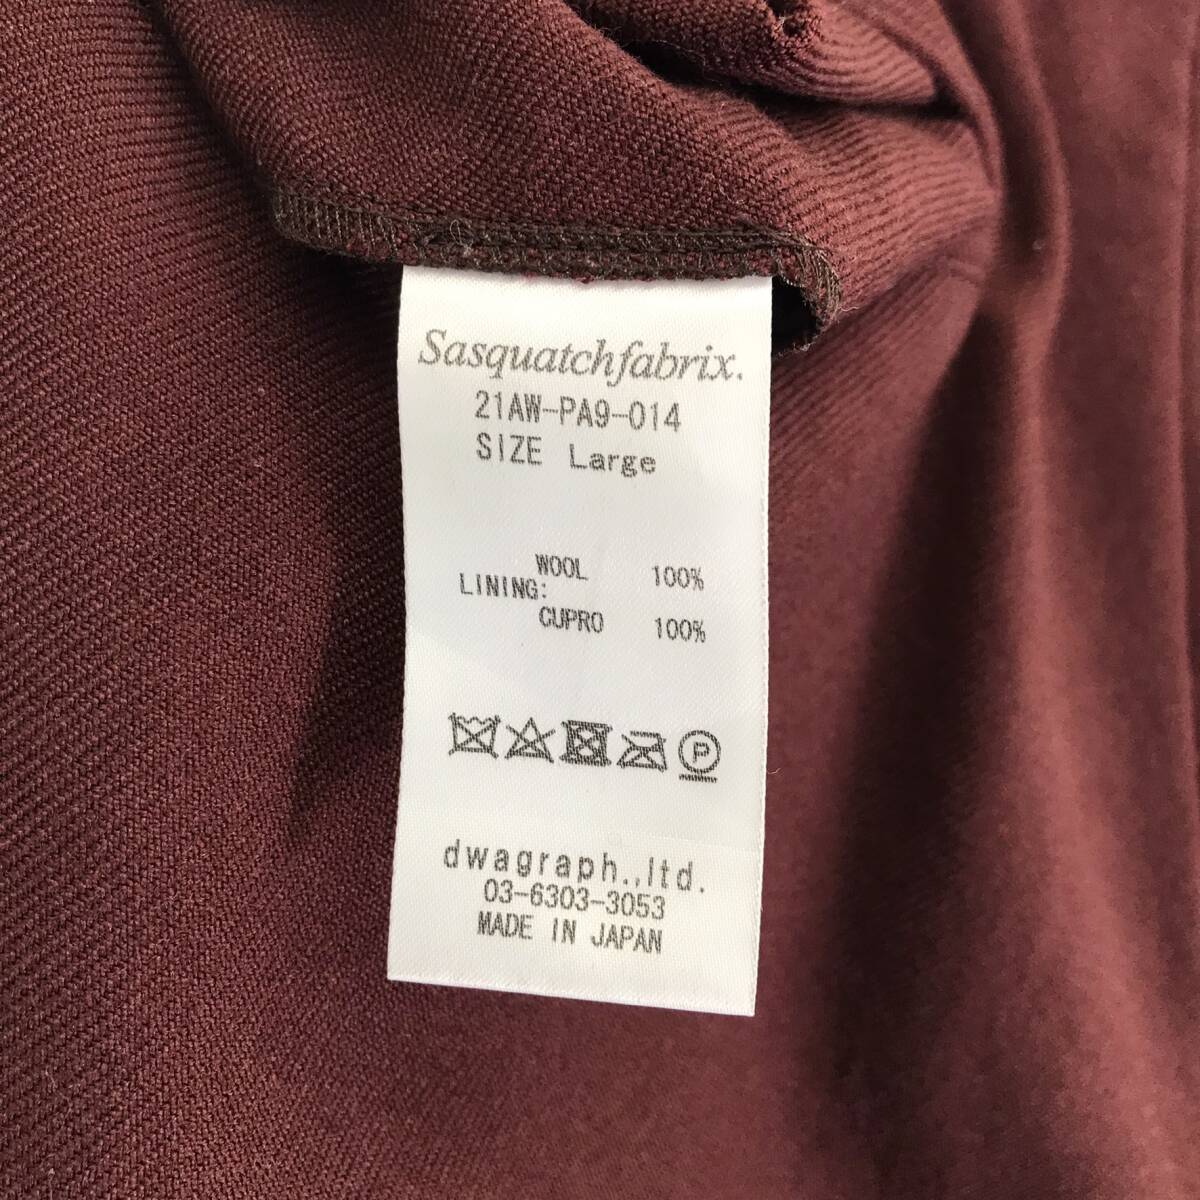 Sasquatchfabrix.
21AW-PA9-014
SIZE Large
WOOL 100%
LINING:
CUPRO 100%
P
dwagraph.,ltd.
03-6303-3053
MADE IN JAPAN